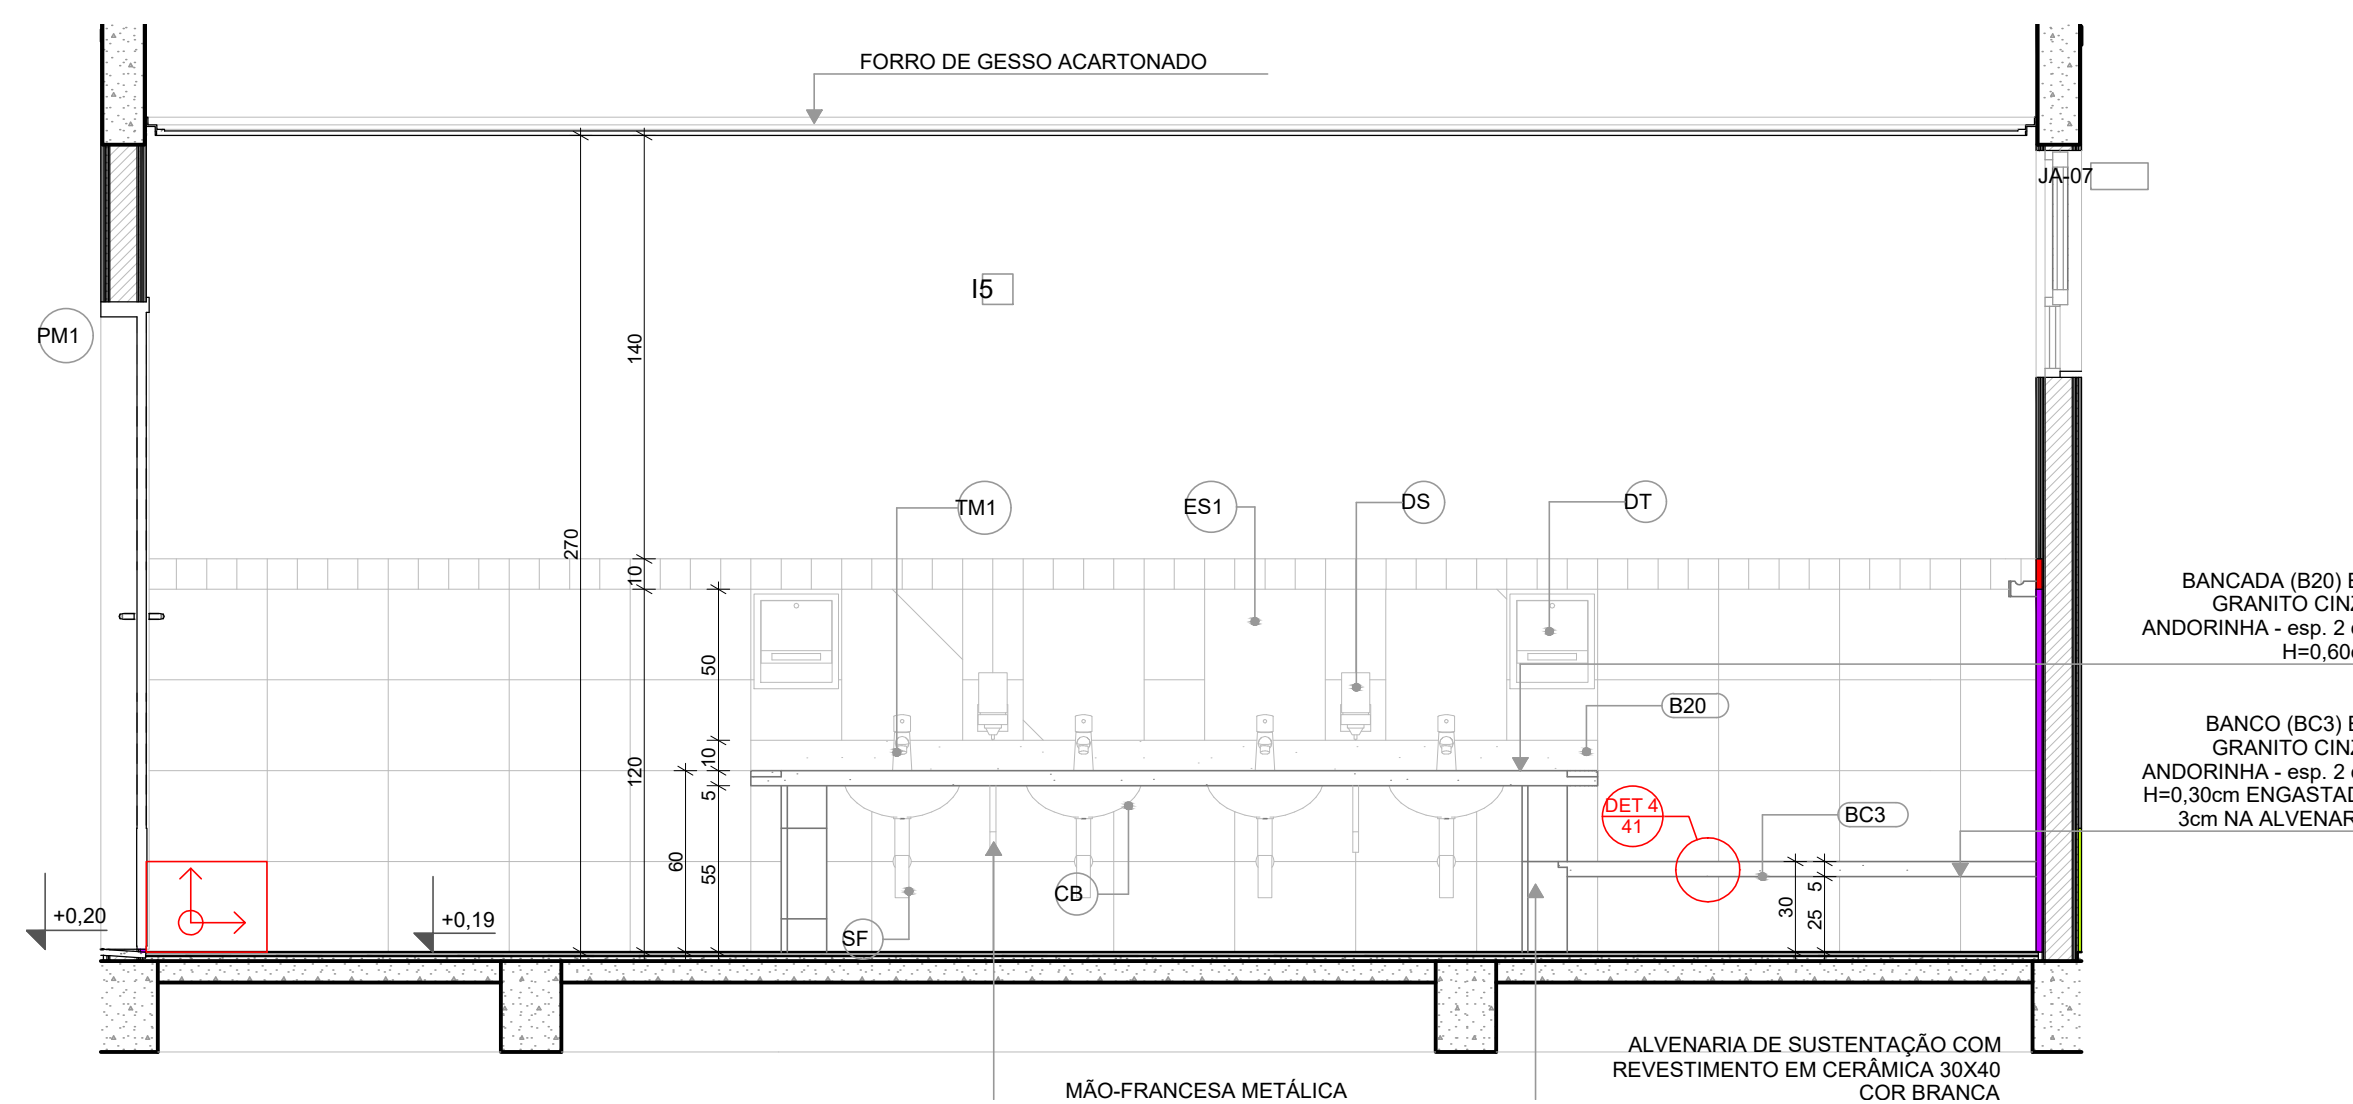 FORRO DE GESSO ACARTONADO
JA-07
I5
PM1
140
270
TM1
ES1
DS
DT
10
BANCADA (B20) E
GRANITO CIN
ANDORINHA - esp. 2
H=0,60
50
B20
10
120
5
BANCO (BC3) E
GRANITO CIN
ANDORINHA - esp. 2
H=0,30cm ENGASTAD
3cm NA ALVENAR
DET 4
41
BC3
60
55
CB
5
30
25
+0,20
+0,19
SF
ALVENARIA DE SUSTENTAÇÃO COM
REVESTIMENTO EM CERÂMICA 30X40
COR BRANCA
MÃO-FRANCESA METÁLICA